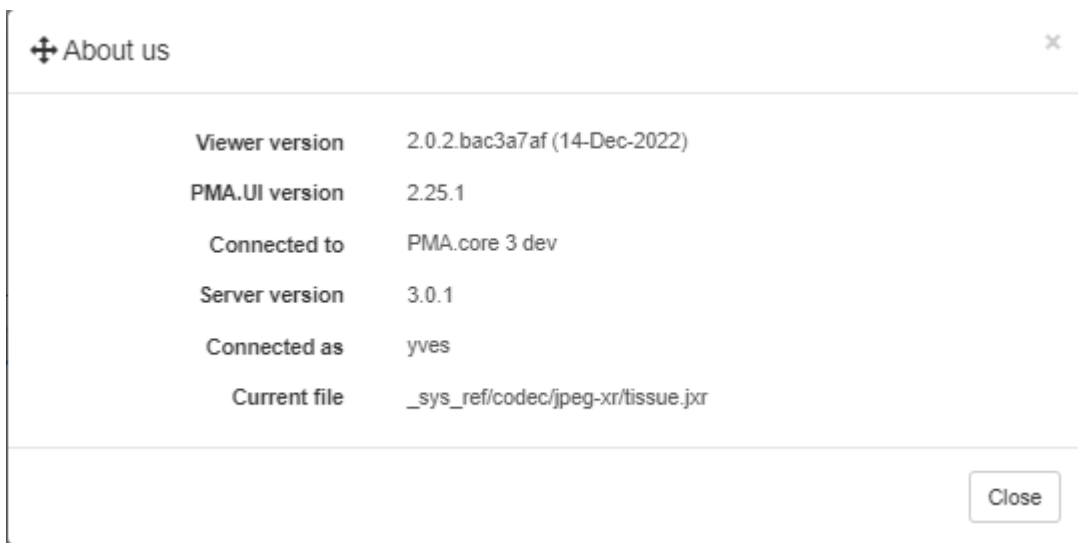 About us
×
Viewer version 2.0.2.bac3a7af (14-Dec-2022)
PMA.UI version 2.25.1
Connected to PMA.core 3 dev
Server version 3.0.1
Connected as yves
Current file _sys_ref/codec/jpeg-xr/tissue.jxr
Close